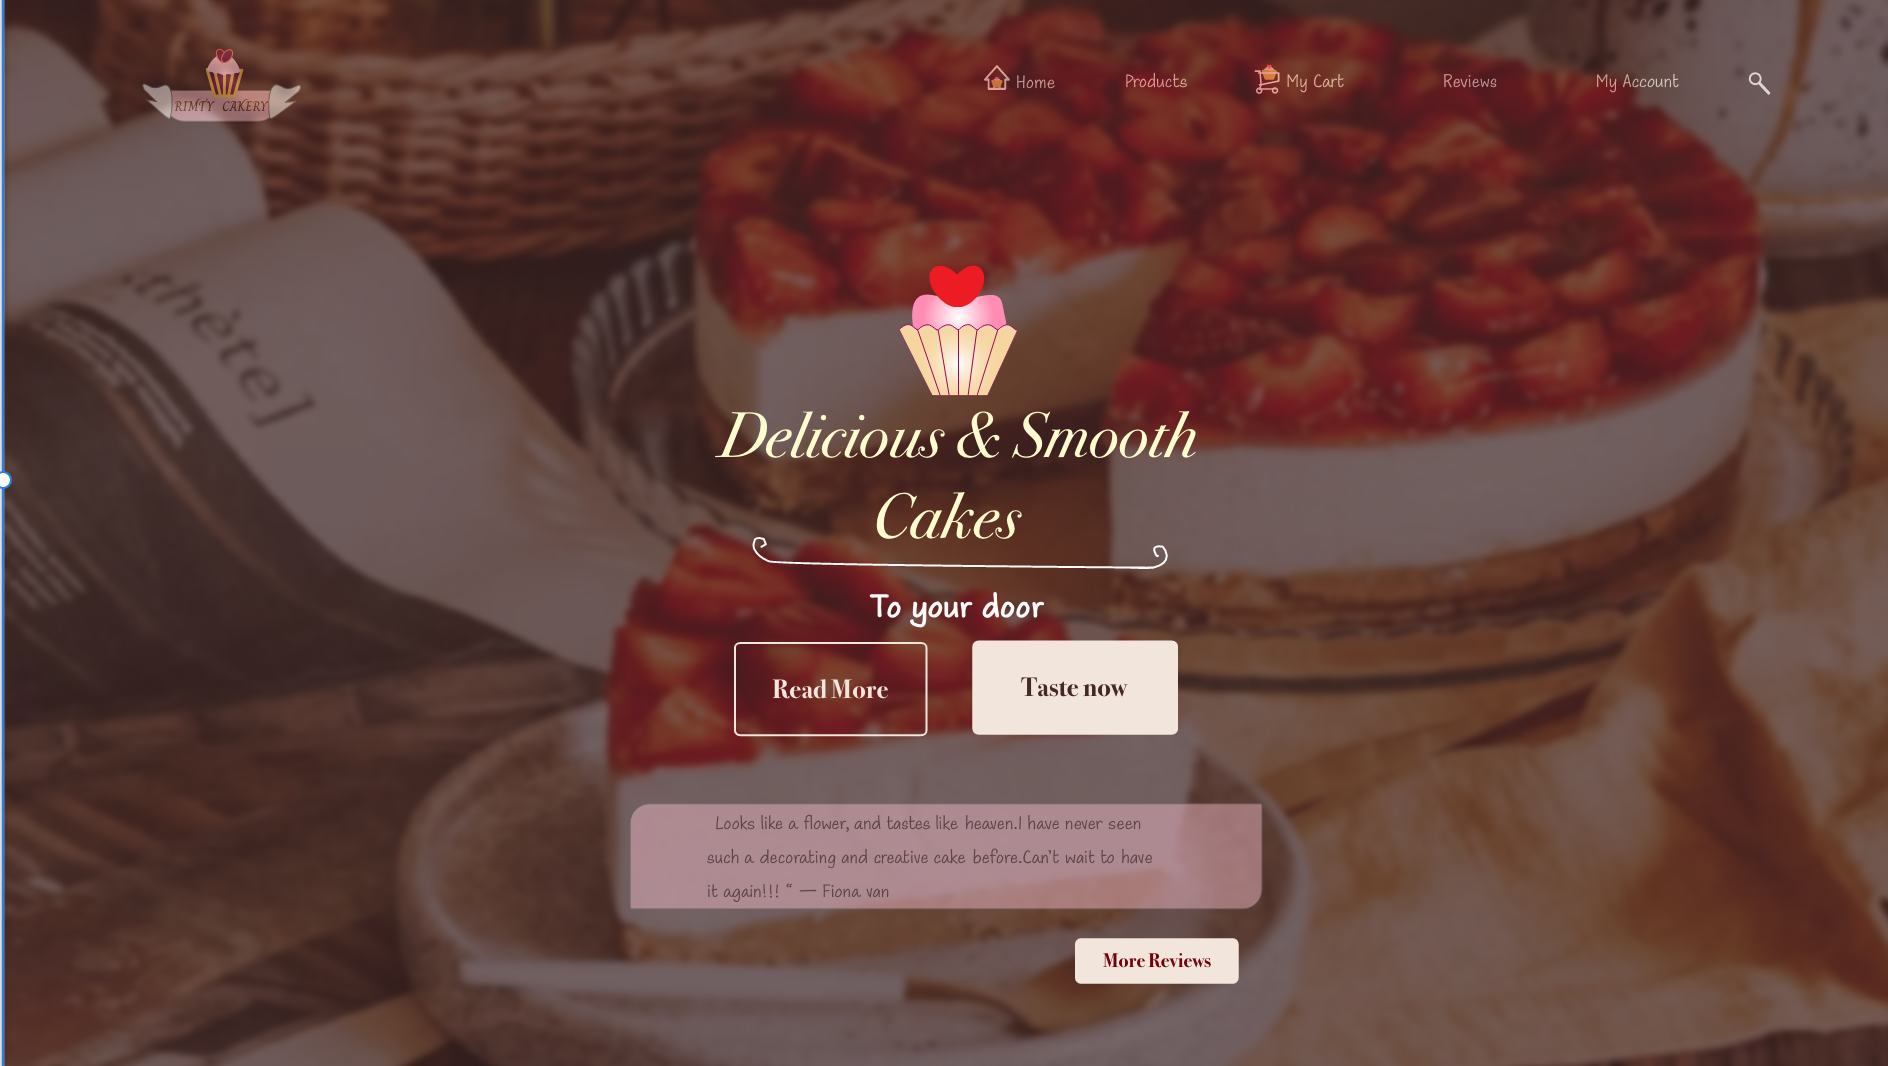 RIMTY CAKERY
Home
Products
My Cart
Reviews
My Account
thètel
Delicious & Smooth
Cakes
To your door
Read More
Taste now
Looks like a flower, and tastes like heaven.I have never seen
such a decorating and creative cake before.Can't wait to have
it again!!! “ — Fiona van
More Reviews